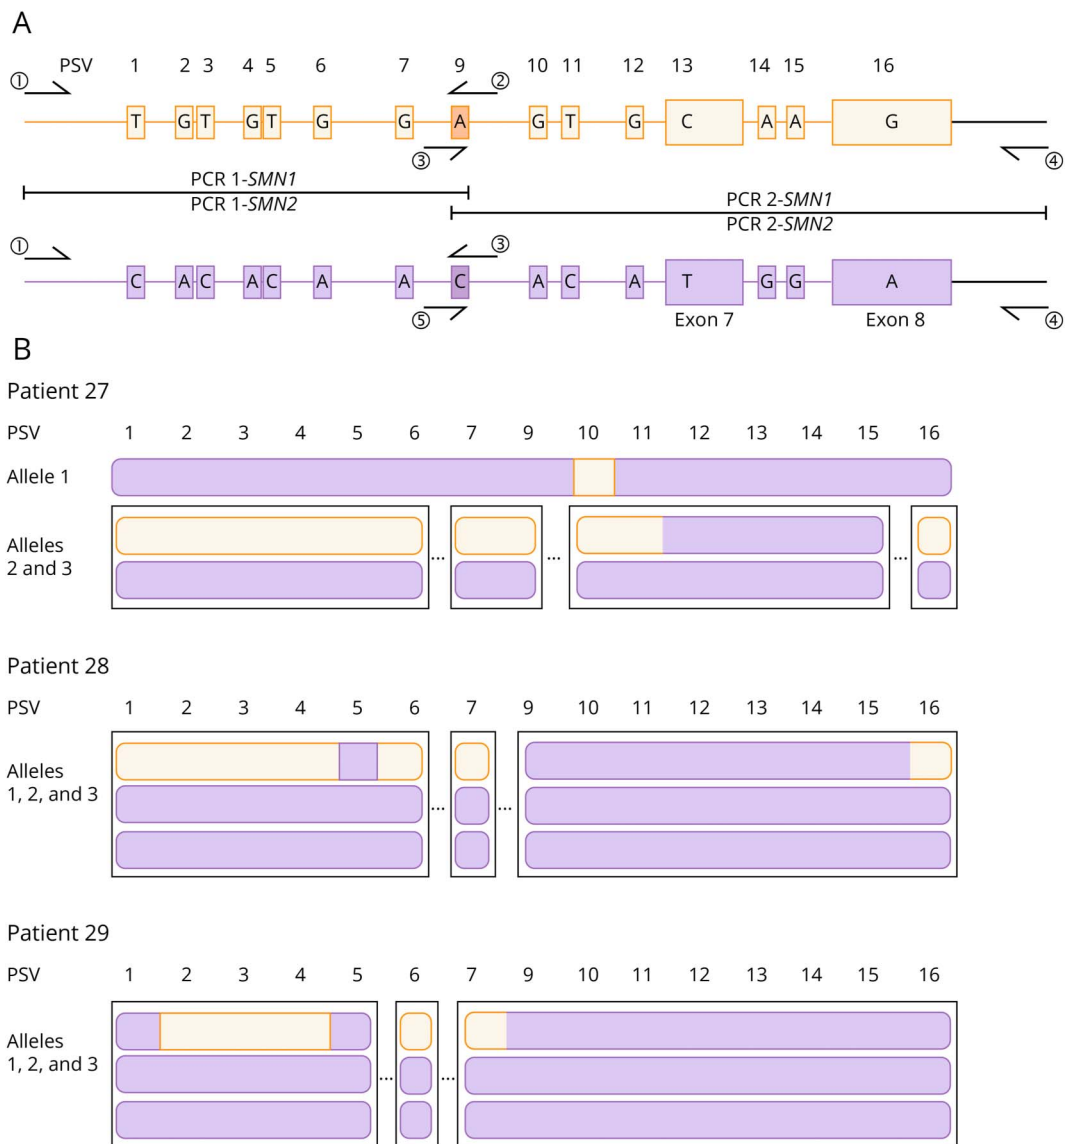 A
① PSV 1 2 3 4 5 6 7 9 ② 10 11 12 13 14 15 16
T G T G T G G A G T G C A A G
③ ④
PCR 1-SMN1
PCR 1-SMN2
PCR 2-SMN1
PCR 2-SMN2
① ③
C A C A C A A C A C A T G G A
⑤ Exon 7 Exon 8 ④
B
Patient 27
PSV 1 2 3 4 5 6 7 9 10 11 12 13 14 15 16
Allele 1
Alleles
2 and 3
... ... ...
Patient 28
PSV 1 2 3 4 5 6 7 9 10 11 12 13 14 15 16
Alleles
1, 2, and 3
... ...
Patient 29
PSV 1 2 3 4 5 6 7 9 10 11 12 13 14 15 16
Alleles
1, 2, and 3
... ...